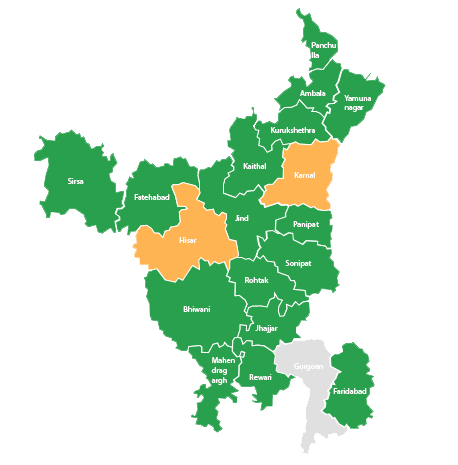 Panchu
lla
Ambala
Yamuna
nagar
Kurukshethra
Kaithal
Karnal
Sirsa
Fatehabad
Jind
Panipat
Hisar
Sonipat
Rohtak
Bhiwani
Jhajjar
Mahen
drag
argh
Rewari
Gurgoan
Faridabad